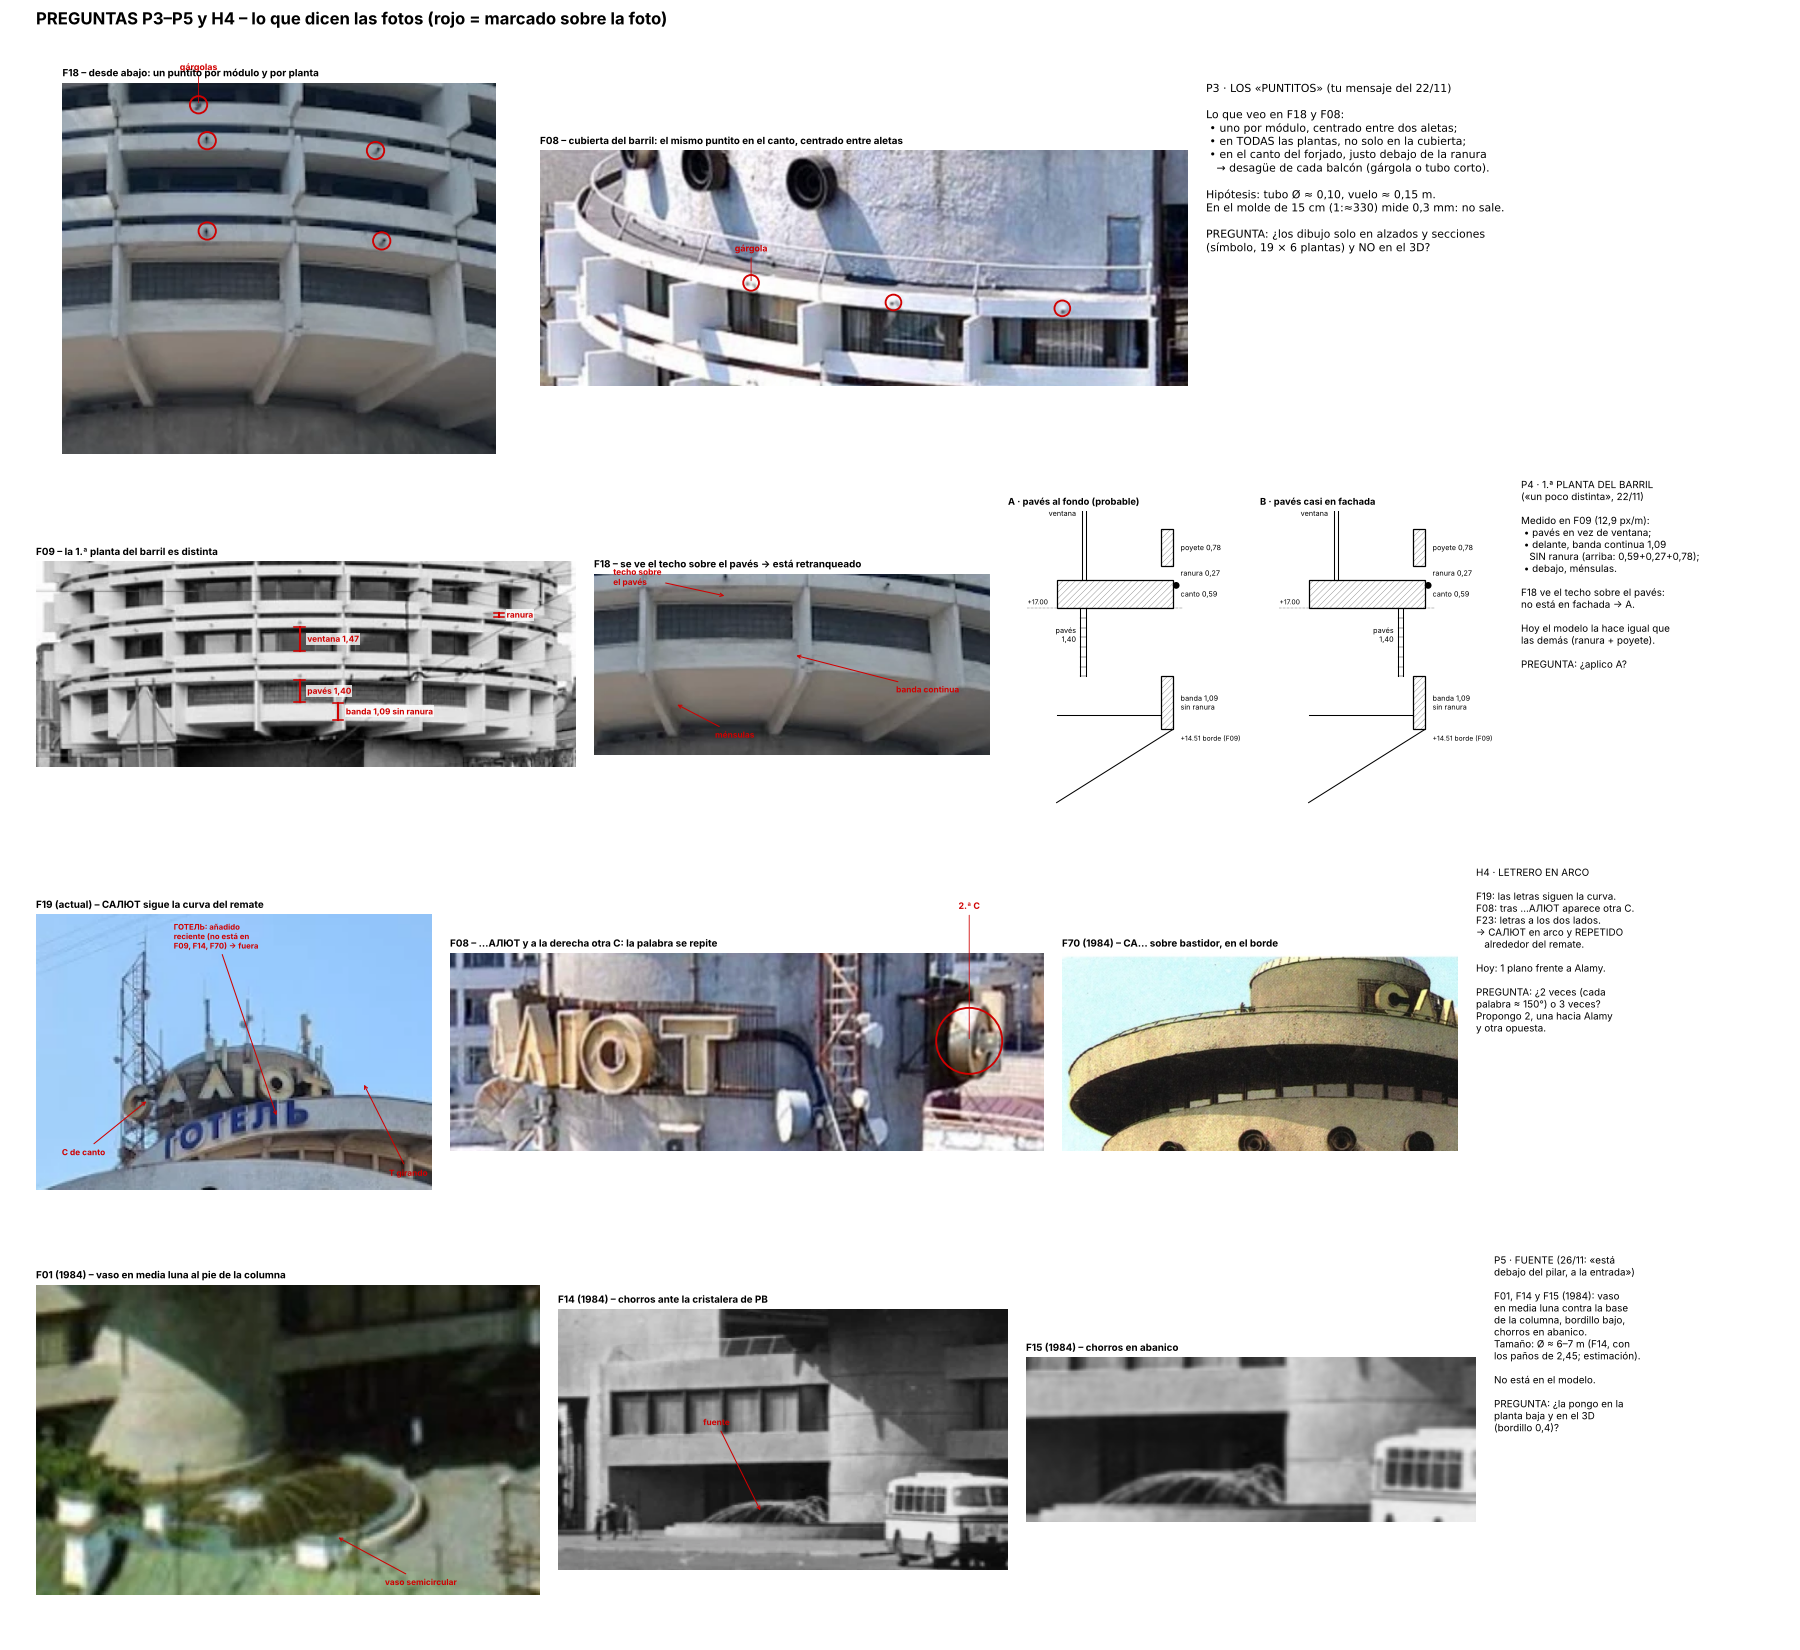 PREGUNTAS P3–P5 y H4 – lo que dicen las fotos (rojo = marcado sobre la foto)
gárgolas
F18 – desde abajo: un puntito por módulo y por planta
F08 – cubierta del barril: el mismo puntito en el canto, centrado entre aletas
gárgola
P3 · LOS «PUNTITOS» (tu mensaje del 22/11)
Lo que veo en F18 y F08:
• uno por módulo, centrado entre dos aletas;
• en TODAS las plantas, no solo en la cubierta;
• en el canto del forjado, justo debajo de la ranura
→ desagüe de cada balcón (gárgola o tubo corto).
Hipótesis: tubo Ø ≈ 0,10, vuelo ≈ 0,15 m.
En el molde de 15 cm (1:≈330) mide 0,3 mm: no sale.
PREGUNTA: ¿los dibujo solo en alzados y secciones
(símbolo, 19 × 6 plantas) y NO en el 3D?
F09 – la 1.ª planta del barril es distinta
ranura
ventana 1,47
pavés 1,40
banda 1,09 sin ranura
F18 – se ve el techo sobre el pavés → está retranqueado
techo sobre
el pavés
banda continua
A · pavés al fondo (probable)
ventana
poyete 0,78
ranura 0,27
canto 0,59
+17.00
pavés
1,40
banda 1,09
sin ranura
+14.51 borde (F09)
B · pavés casi en fachada
ventana
poyete 0,78
ranura 0,27
canto 0,59
+17.00
pavés
1,40
banda 1,09
sin ranura
+14.51 borde (F09)
P4 · 1.ª PLANTA DEL BARRIL
(«un poco distinta», 22/11)
Medido en F09 (12,9 px/m):
• pavés en vez de ventana;
• delante, banda continua 1,09
SIN ranura (arriba: 0,59+0,27+0,78);
• debajo, ménsulas.
F18 ve el techo sobre el pavés:
no está en fachada → A.
Hoy el modelo la hace igual que
las demás (ranura + poyete).
PREGUNTA: ¿aplico A?
F19 (actual) – САЛЮТ sigue la curva del remate
ГОТЕЛЬ: añadido
reciente (no está en
F09, F14, F70) → fuera
САЛЮТ
ГОТЕЛЬ
C de canto
F08 – ...АЛЮТ y a la derecha otra C: la palabra se repite
2.ª C
ЛЮТ
F70 (1984) – CA... sobre bastidor, en el borde
СА
H4 · LETRERO EN ARCO
F19: las letras siguen la curva.
F08: tras ...АЛЮТ aparece otra C.
F23: letras a los dos lados.
→ САЛЮТ en arco y REPETIDO
alrededor del remate.
Hoy: 1 plano frente a Alamy.
PREGUNTA: ¿2 veces (cada
palabra ≈ 150°) o 3 veces?
Propongo 2, una hacia Alamy
y otra opuesta.
F01 (1984) – vaso en media luna al pie de la columna
vaso semicircular
F14 (1984) – chorros ante la cristalera de PB
fuente
F15 (1984) – chorros en abanico
P5 · FUENTE (26/11: «está
debajo del pilar, a la entrada»)
F01, F14 y F15 (1984): vaso
en media luna contra la base
de la columna, bordillo bajo,
chorros en abanico.
Tamaño: Ø ≈ 6–7 m (F14, con
los paños de 2,45; estimación).
No está en el modelo.
PREGUNTA: ¿la pongo en la
planta baja y en el 3D
(bordillo 0,4)?